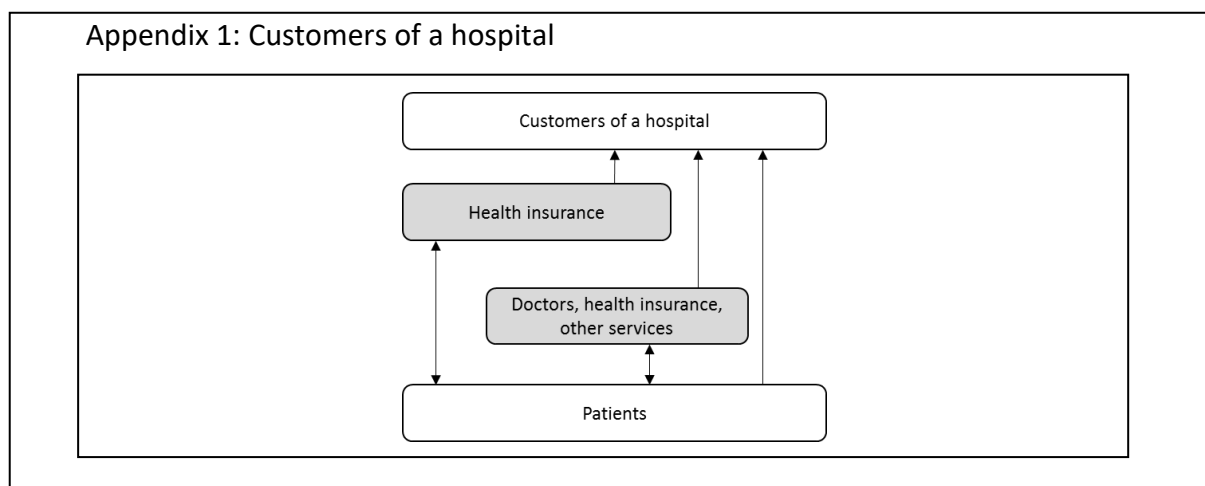 Appendix 1: Customers of a hospital
Customers of a hospital
Health insurance
Doctors, health insurance,
other services
Patients